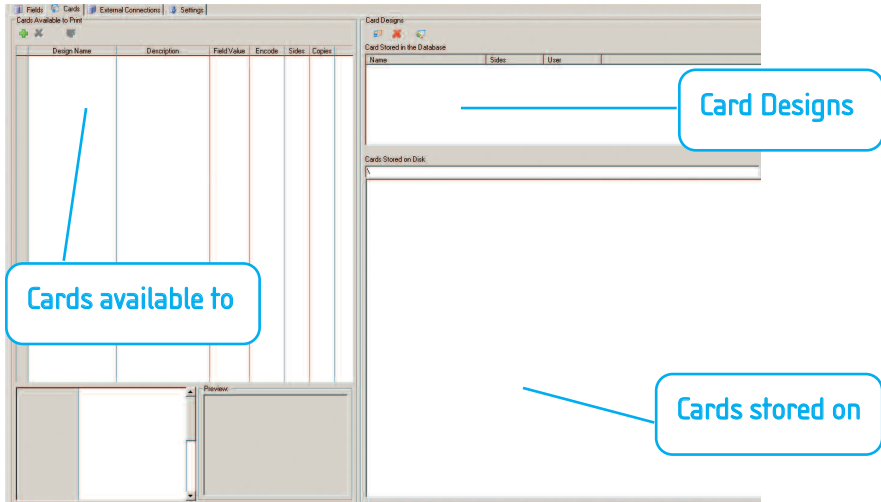 Fields Cards External Connections Settings
Cards Available to Print
Design Name Description Field Value Encode Sides Copies
Card Designs
Card Stored in the Database
Name Sides User
Card Designs
Cards Stored on Disk
\
Cards available to
Preview
Cards stored on